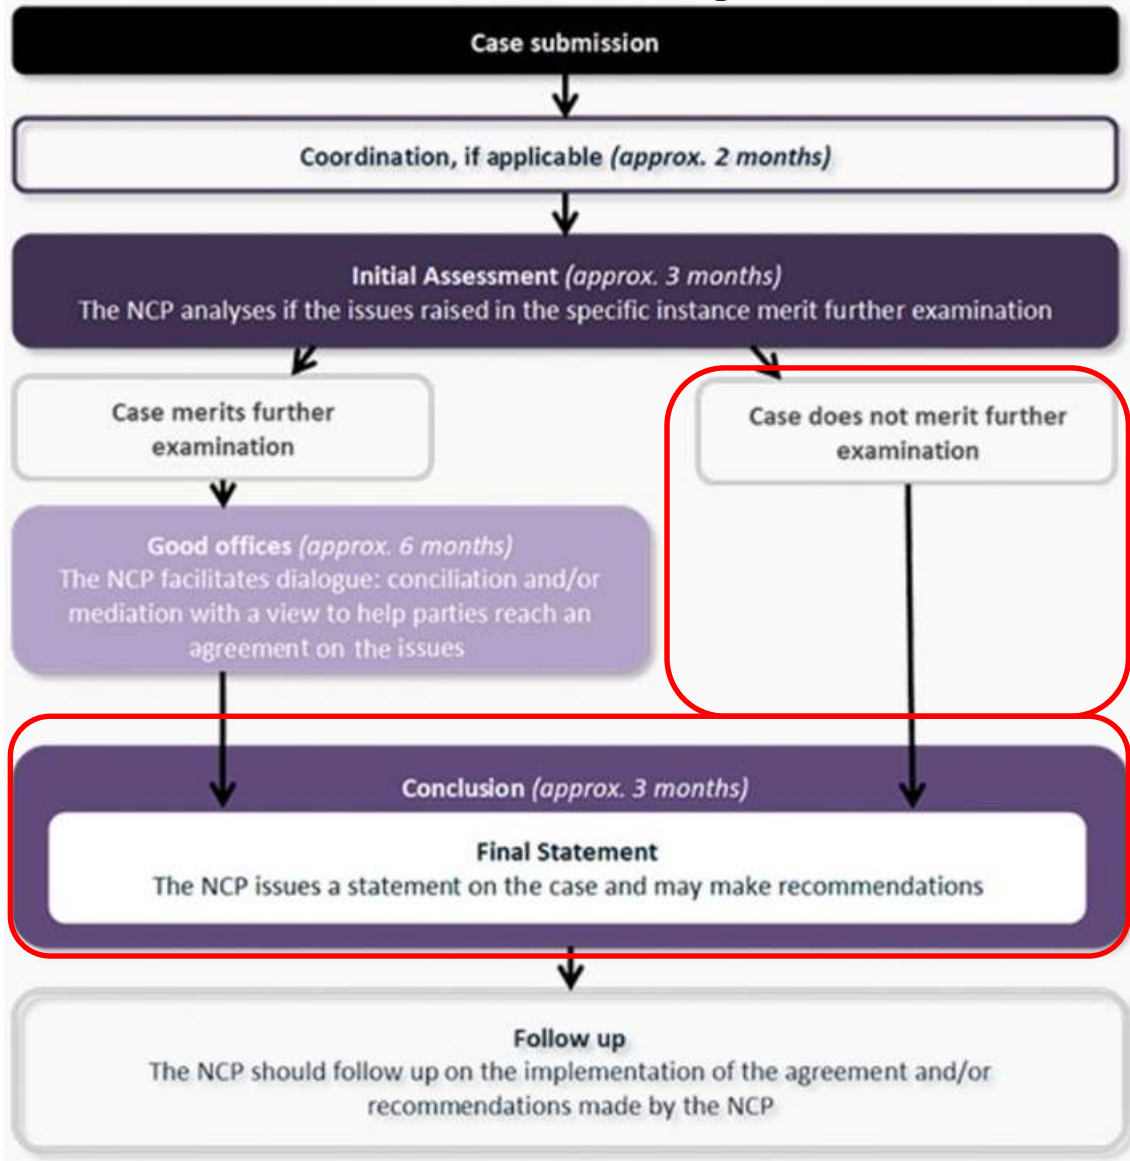 Case submission
Coordination, if applicable (approx. 2 months)
Initial Assessment (approx. 3 months)
The NCP analyses if the issues raised in the specific instance merit further examination
Case merits further
examination
Case does not merit further
examination
Good offices (approx. 6 months)
The NCP facilitates dialogue: conciliation and/or
mediation with a view to help parties reach an
agreement on the issues
Conclusion (approx. 3 months)
Final Statement
The NCP issues a statement on the case and may make recommendations
Follow up
The NCP should follow up on the implementation of the agreement and/or
recommendations made by the NCP